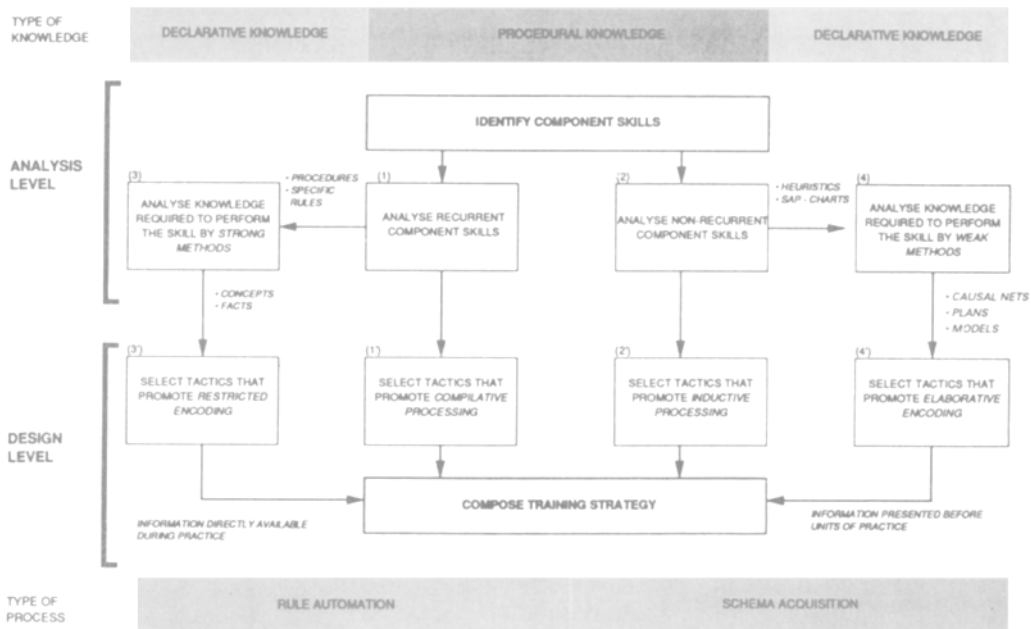 TYPE OF
KNOWLEDGE
DECLARATIVE KNOWLEDGE
PROCEDURAL KNOWLEDGE
DECLARATIVE KNOWLEDGE
ANALYSIS
LEVEL
IDENTIFY COMPONENT SKILLS
(3)
ANALYSE KNOWLEDGE
REQUIRED TO PERFORM
THE SKILL BY STRONG
METHODS
• PROCEDURES
• SPECIFIC
RULES
(1)
ANALYSE RECURRENT
COMPONENT SKILLS
(2)
ANALYSE NON-RECURRENT
COMPONENT SKILLS
• HEURISTICS
• SAP - CHARTS
(4)
ANALYSE KNOWLEDGE
REQUIRED TO PERFORM
THE SKILL BY WEAK
METHODS
• CONCEPTS
• FACTS
• CAUSAL NETS
• PLANS
• MODELS
DESIGN
LEVEL
(3')
SELECT TACTICS THAT
PROMOTE RESTRICTED
ENCODING
(1')
SELECT TACTICS THAT
PROMOTE COMPILATIVE
PROCESSING
(2')
SELECT TACTICS THAT
PROMOTE INDUCTIVE
PROCESSING
(4')
SELECT TACTICS THAT
PROMOTE ELABORATIVE
ENCODING
COMPOSE TRAINING STRATEGY
INFORMATION DIRECTLY AVAILABLE
DURING PRACTICE
INFORMATION PRESENTED BEFORE
UNITS OF PRACTICE
TYPE OF
PROCESS
RULE AUTOMATION
SCHEMA ACQUISITION